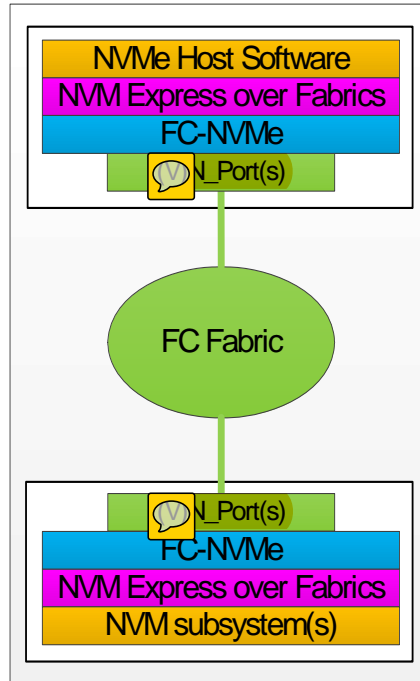 NVMe Host Software
NVM Express over Fabrics
FC-NVMe
(V)N_Port(s)
FC Fabric
(V)N_Port(s)
FC-NVMe
NVM Express over Fabrics
NVM subsystem(s)